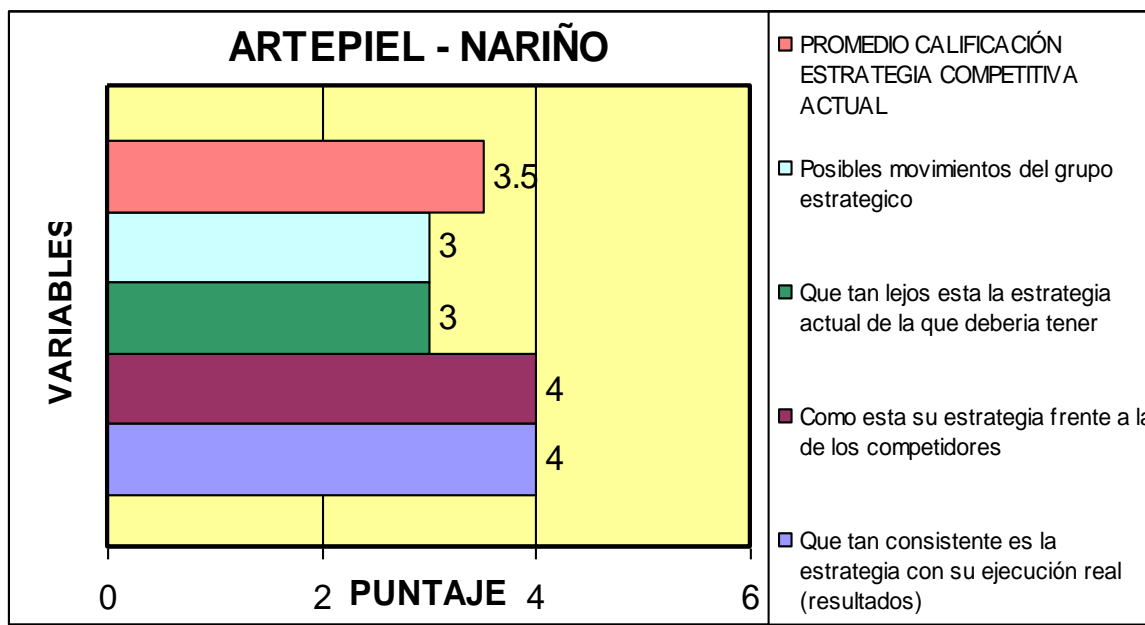 ARTEPIEL - NARIÑO
VARIABLES
3.5
3
3
4
4
0
2
4
6
PUNTAJE
PROMEDIO CALIFICACIÓN
ESTRATEGIA COMPETITIVA
ACTUAL
Posibles movimientos del grupo
estrategico
Que tan lejos esta la estrategia
actual de la que deberia tener
Como esta su estrategia frente a la
de los competidores
Que tan consistente es la
estrategia con su ejecución real
(resultados)